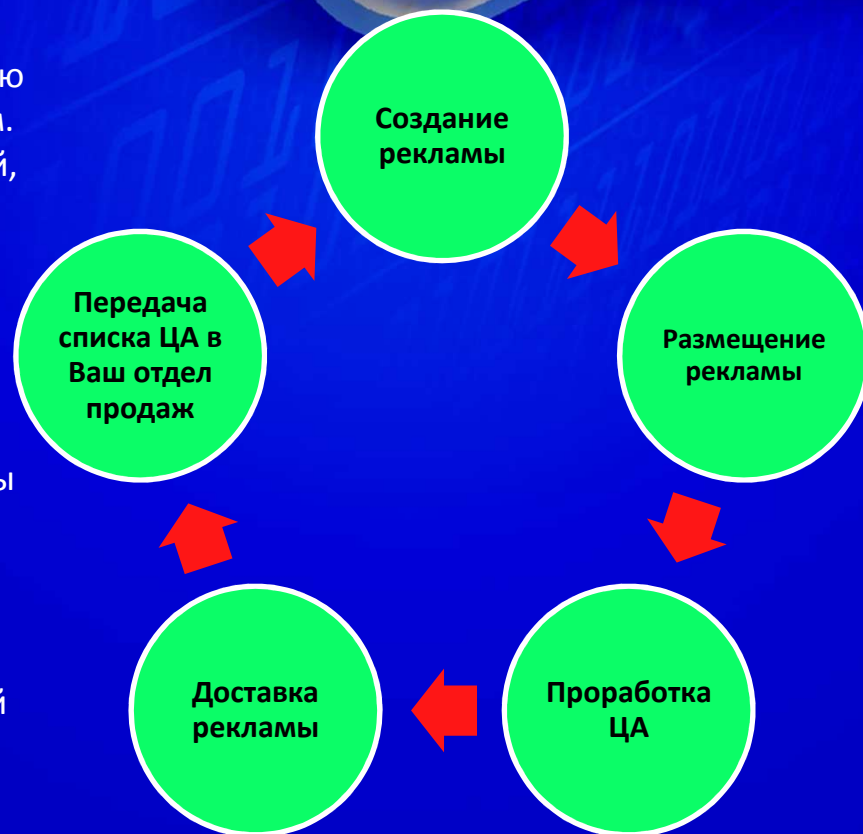 ю
й,
Создание
рекламы
Передача
списка ЦА в
Ваш отдел
продаж
Размещение
рекламы
ы
й
Доставка
рекламы
Проработка
ЦА